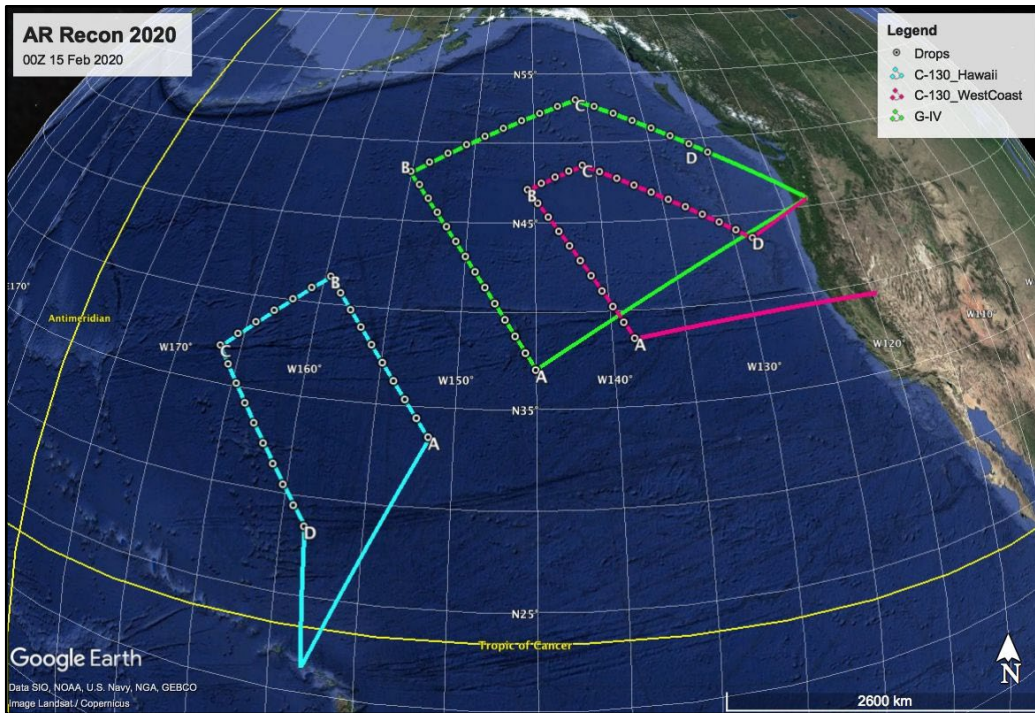 AR Recon 2020
00Z 15 Feb 2020
Legend
Drops
C-130_Hawaii
C-130_WestCoast
G-IV
N55°
C
D
B
B
C
N45°
D
B
E170°
Antimeridian
W110°
W170°
C
A
W120°
W160°
W150°
A
W140°
W130°
N35°
A
D
N25°
Tropic of Cancer
Google Earth
Data SIO, NOAA, U.S. Navy, NGA, GEBCO
Image Landsat / Copernicus
N
2600 km